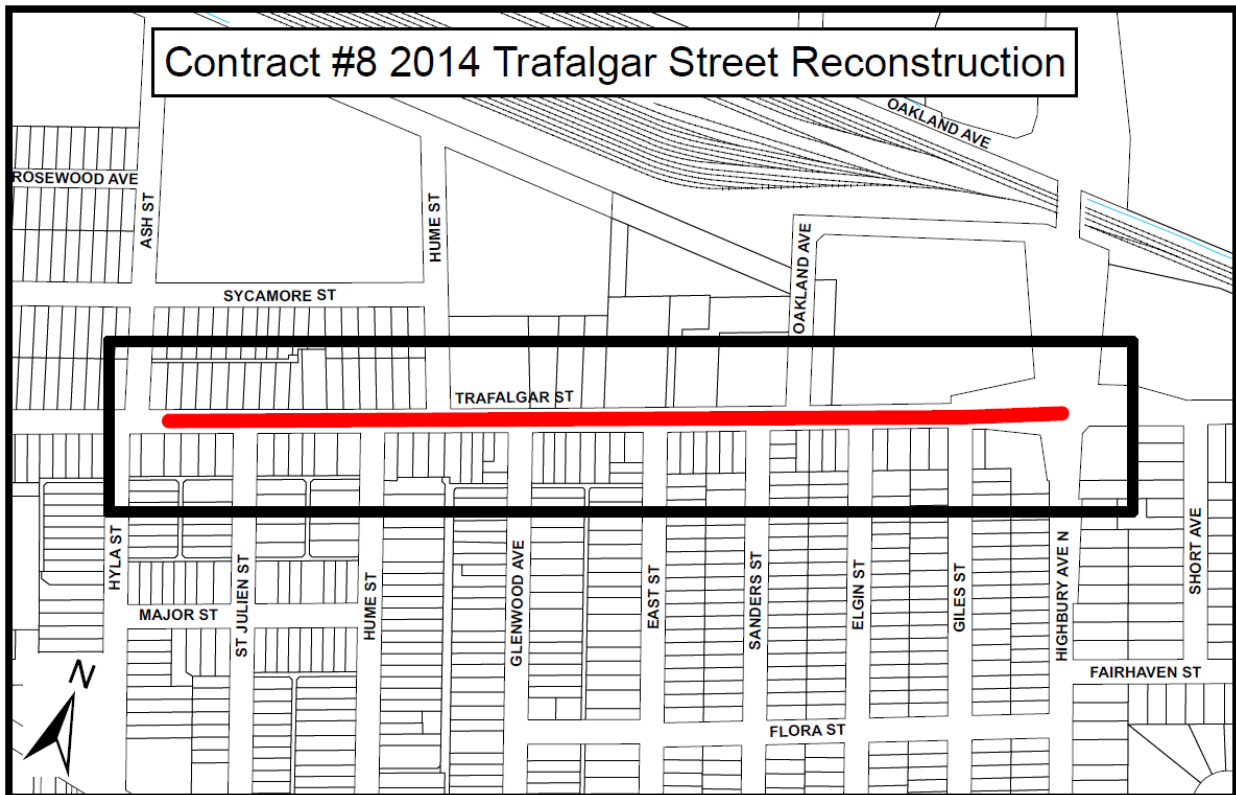 Contract #8 2014 Trafalgar Street Reconstruction
OAKLAND AVE
ROSEWOOD AVE
ASH ST
HUME ST
OAKLAND AVE
SYCAMORE ST
TRAFALGAR ST
HYLA ST
ST JULIEN ST
HUME ST
GLENWOOD AVE
EAST ST
SANDERS ST
ELGIN ST
GILES ST
HIGHBURY AVE N
SHORT AVE
MAJOR ST
FAIRHAVEN ST
N
FLORA ST